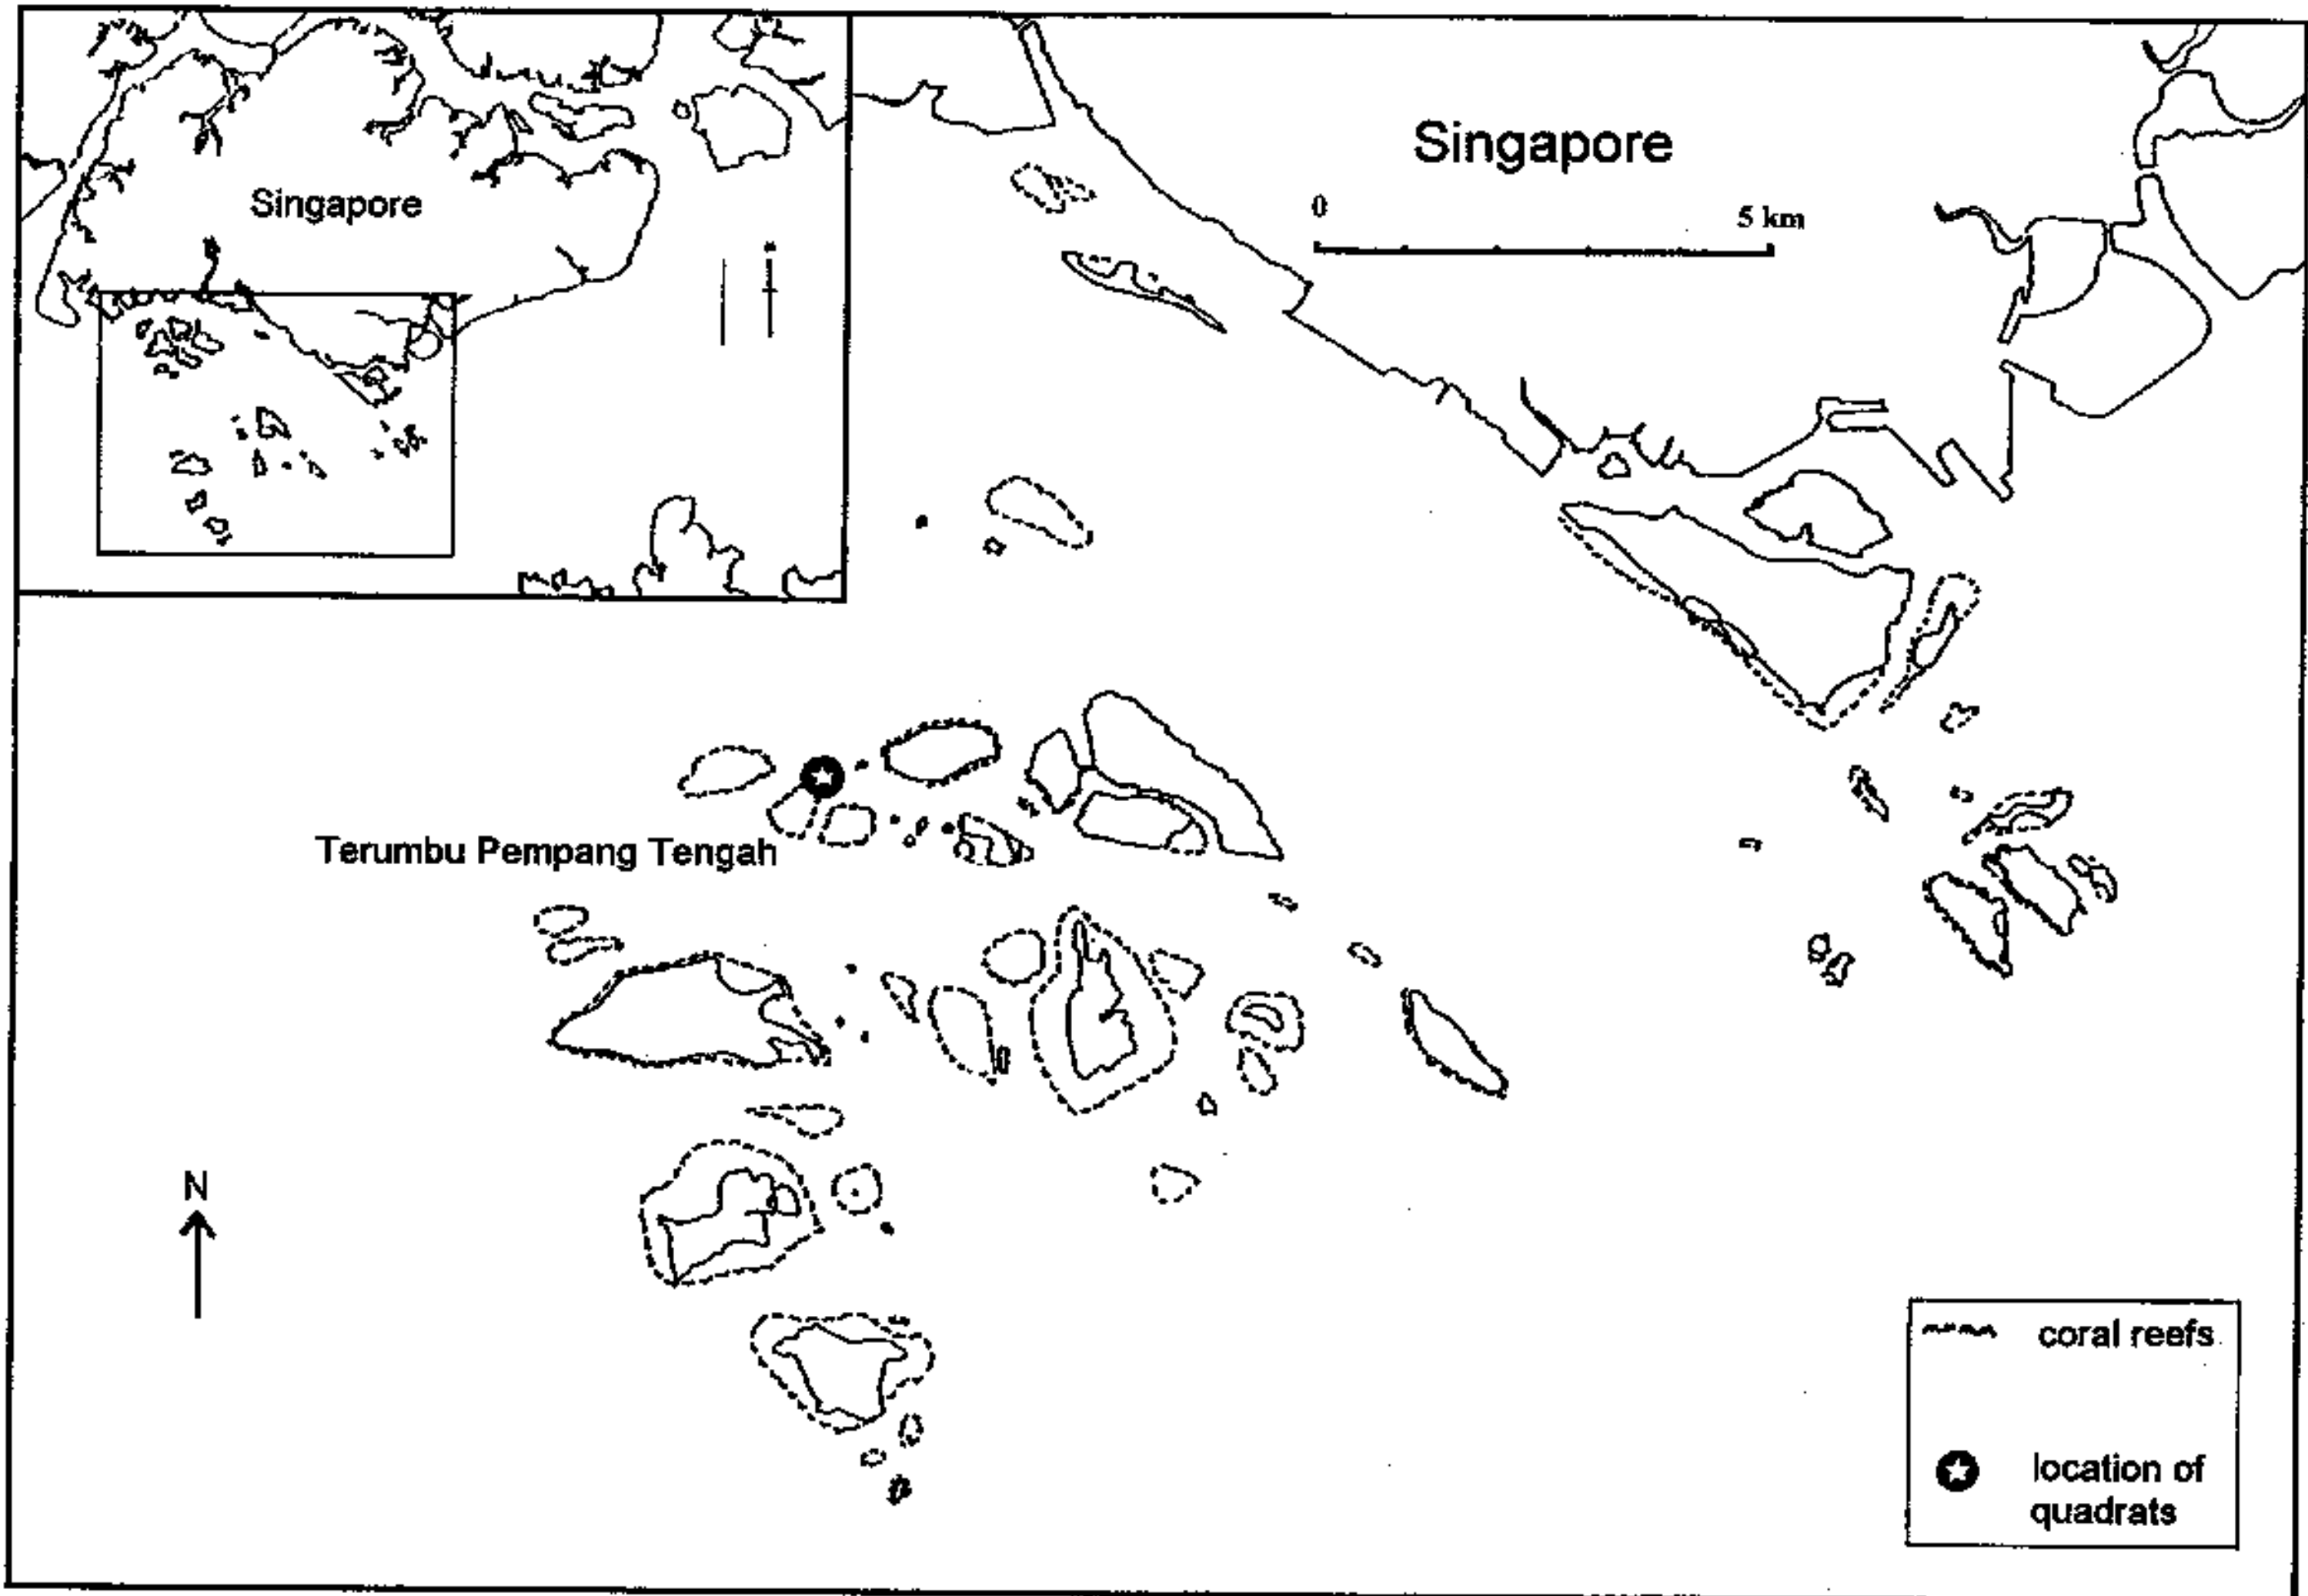 Singapore
Singapore
0
5 km
Terumbu Pempang Tengah
N
coral reefs
location of
quadrats